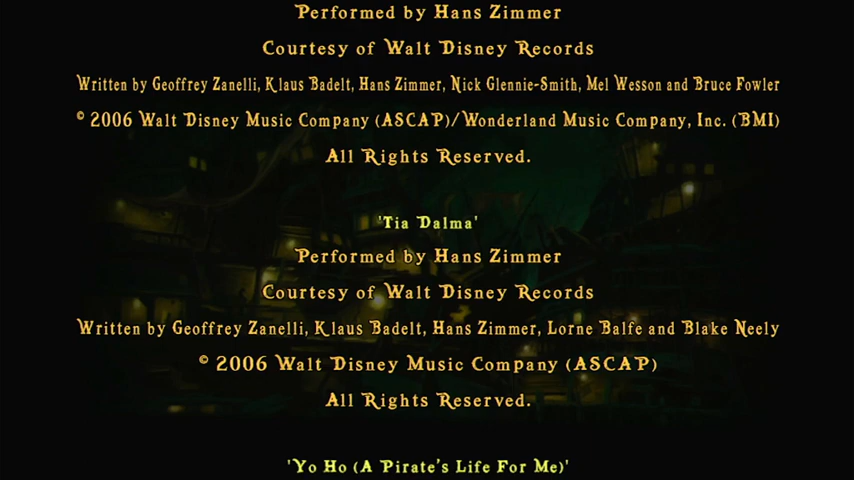 Performed by Hans Zimmer
Courtesy of Walt Disney Records
Written by Geoffrey Zanelli, Klaus Badelt, Hans Zimmer, Nick Glennie-Smith, Mel Wesson and Bruce Fowler
© 2006 Walt Disney Music Company (ASCAP)/Wonderland Music Company, Inc. (BMI)
All Rights Reserved.
'Tia Dalma'
Performed by Hans Zimmer
Courtesy of Walt Disney Records
Written by Geoffrey Zanelli, Klaus Badelt, Hans Zimmer, Lorne Balfe and Blake Neely
© 2006 Walt Disney Music Company (ASCAP)
All Rights Reserved.
'Yo Ho (A Pirate's Life For Me)'